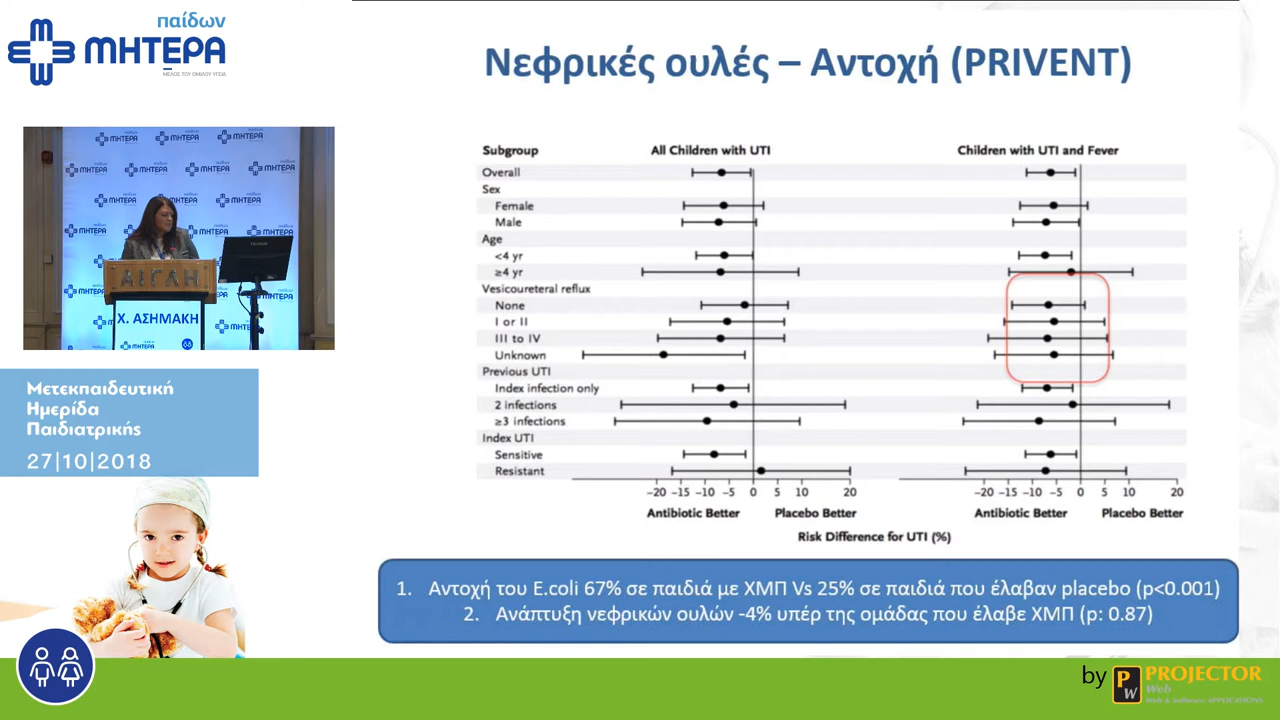 παίδων
ΜΗΤΕΡΑ
ΜΕΛΟΣ ΤΟΥ ΟΜΙΛΟΥ ΥΓΕΙΑ
Νεφρικές ουλές – Αντοχή (PRIVENT)
ΑΙΓΛΗ
Χ. ΑΣΗΜΑΚΗ
ΜΗΤΕΡΑ
Μετεκπαιδευτική
Ημερίδα
Παιδιατρικής
27|10|2018
Subgroup All Children with UTI Children with UTI and Fever
Overall
Sex
Female
Male
Age
<4 yr
≥4 yr
Vesicoureteral reflux
None
I or II
III to IV
Unknown
Previous UTI
Index infection only
2 infections
≥3 infections
Index UTI
Sensitive
Resistant
−20 −15 −10 −5 0 5 10 20 −20 −15 −10 −5 0 5 10 20
Antibiotic Better Placebo Better Antibiotic Better Placebo Better
Risk Difference for UTI (%)
1. Αντοχή του E.coli 67% σε παιδιά με ΧΜΠ Vs 25% σε παιδιά που έλαβαν placebo (p<0.001)
2. Ανάπτυξη νεφρικών ουλών -4% υπέρ της ομάδας που έλαβε ΧΜΠ (p: 0.87)
by PW PROJECTOR
Web
Web & Software APPLICATIONS